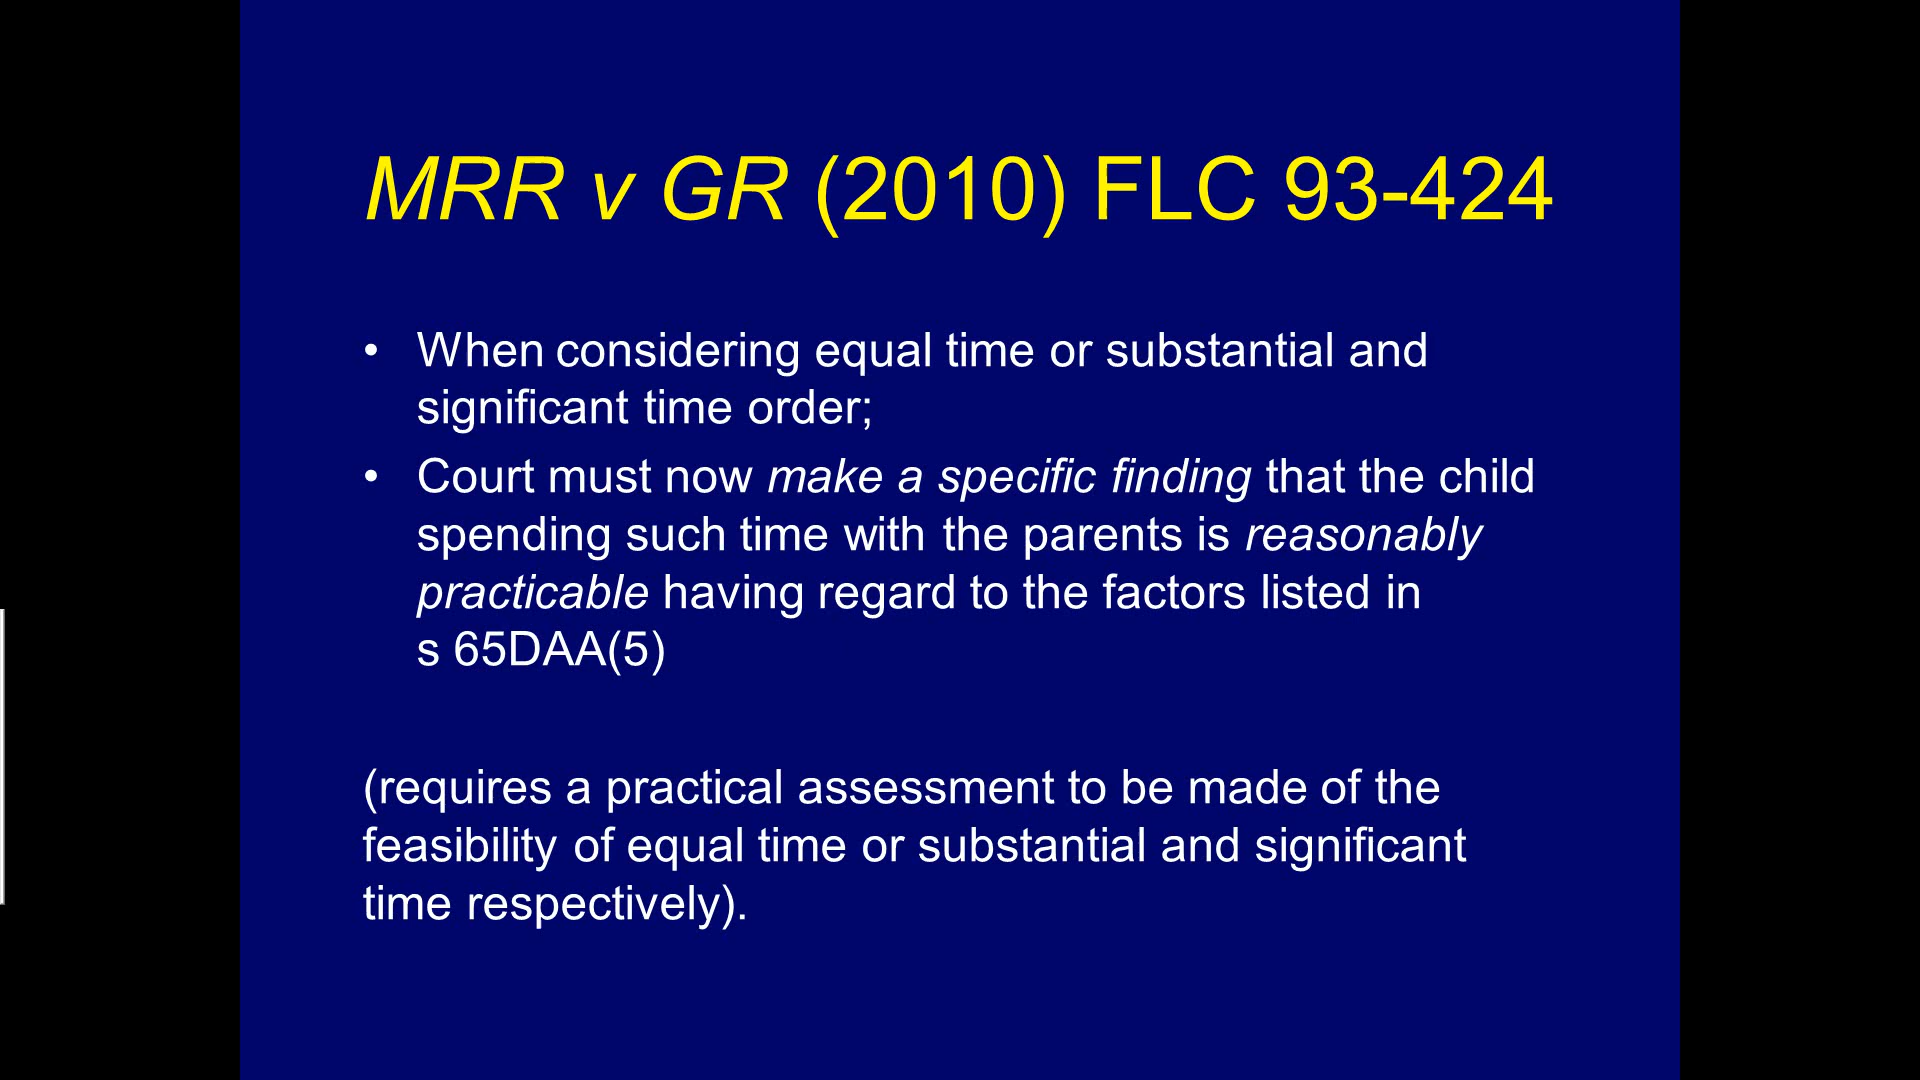 MRR v GR (2010) FLC 93-424
• When considering equal time or substantial and
significant time order;
• Court must now make a specific finding that the child
spending such time with the parents is reasonably
practicable having regard to the factors listed in
s 65DAA(5)
(requires a practical assessment to be made of the
feasibility of equal time or substantial and significant
time respectively).